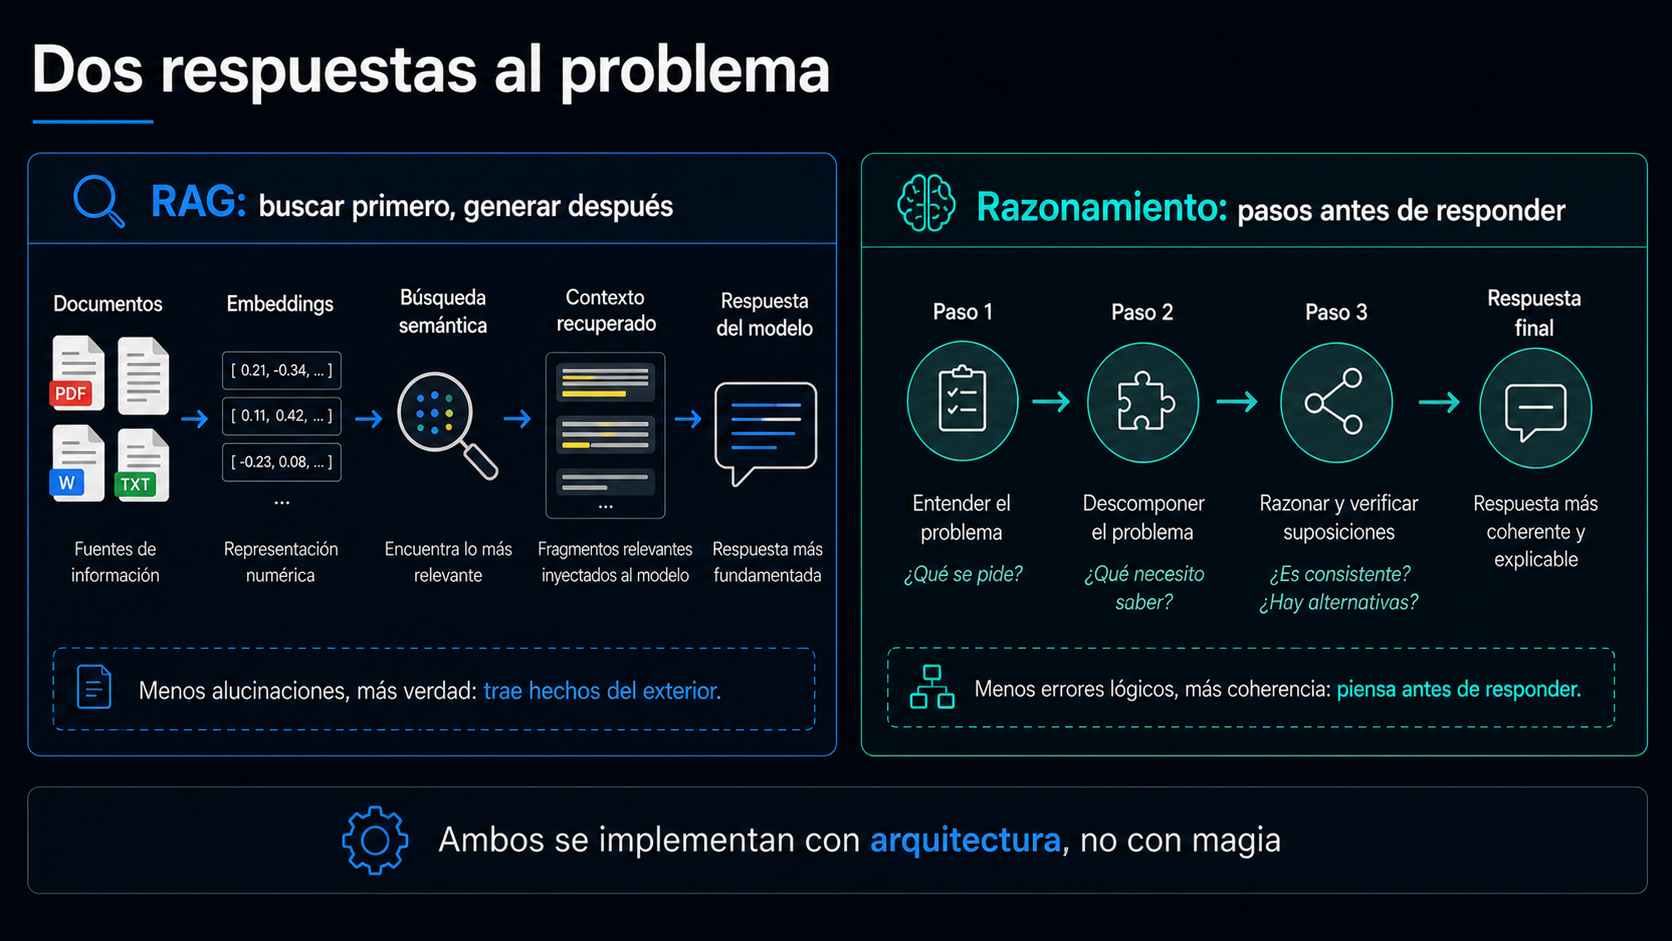 Dos respuestas al problema
RAG: buscar primero, generar después
Documentos
PDF
W
TXT
Fuentes de
información
Embeddings
[ 0.21, -0.34, ... ]
[ 0.11, 0.42, ... ]
[ -0.23, 0.08, ... ]
...
Representación
numérica
Búsqueda
semántica
Encuentra lo más
relevante
Contexto
recuperado
...
Fragmentos relevantes
inyectados al modelo
Respuesta
del modelo
Respuesta más
fundamentada
Menos alucinaciones, más verdad: trae hechos del exterior.
Razonamiento: pasos antes de responder
Paso 1
Entender el
problema
¿Qué se pide?
Paso 2
Descomponer
el problema
¿Qué necesito
saber?
Paso 3
Razonar y verificar
suposiciones
¿Es consistente?
¿Hay alternativas?
Respuesta
final
Respuesta más
coherente y
explicable
Menos errores lógicos, más coherencia: piensa antes de responder.
Ambos se implementan con arquitectura, no con magia